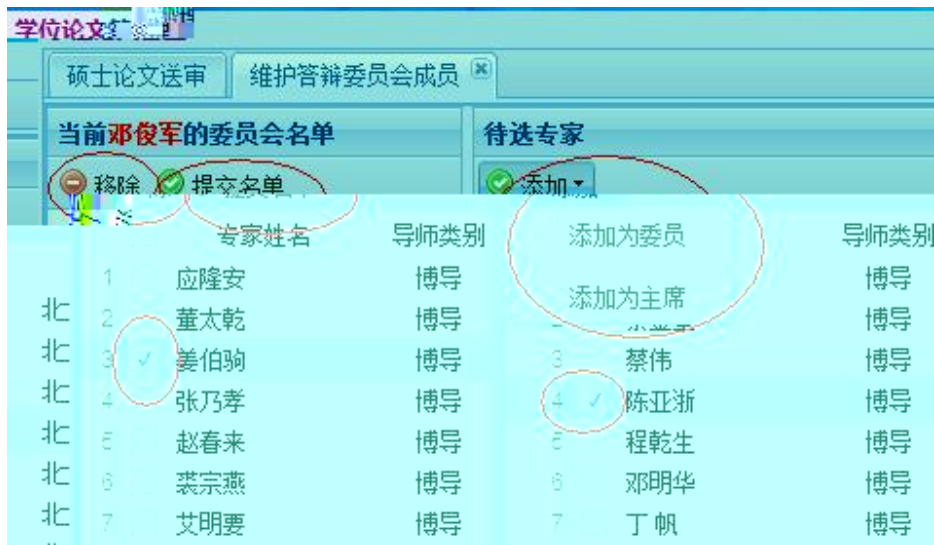 学位论文
硕士论文送审 维护答辩委员会成员
当前邓俊军的委员会名单 待选专家
移除 提交名单 添加
专家姓名 导师类别 添加为委员 导师类别
1 应隆安 博导 博导
添加为主席
北 2 董太乾 博导 博导
北 3 姜伯驹 博导 3 蔡伟 博导
北 4 张乃孝 博导 4 陈亚浙 博导
北 5 赵春来 博导 5 程乾生 博导
北 6 裘宗燕 博导 6 邓明华 博导
北 7 艾明要 博导 7 丁帆 博导